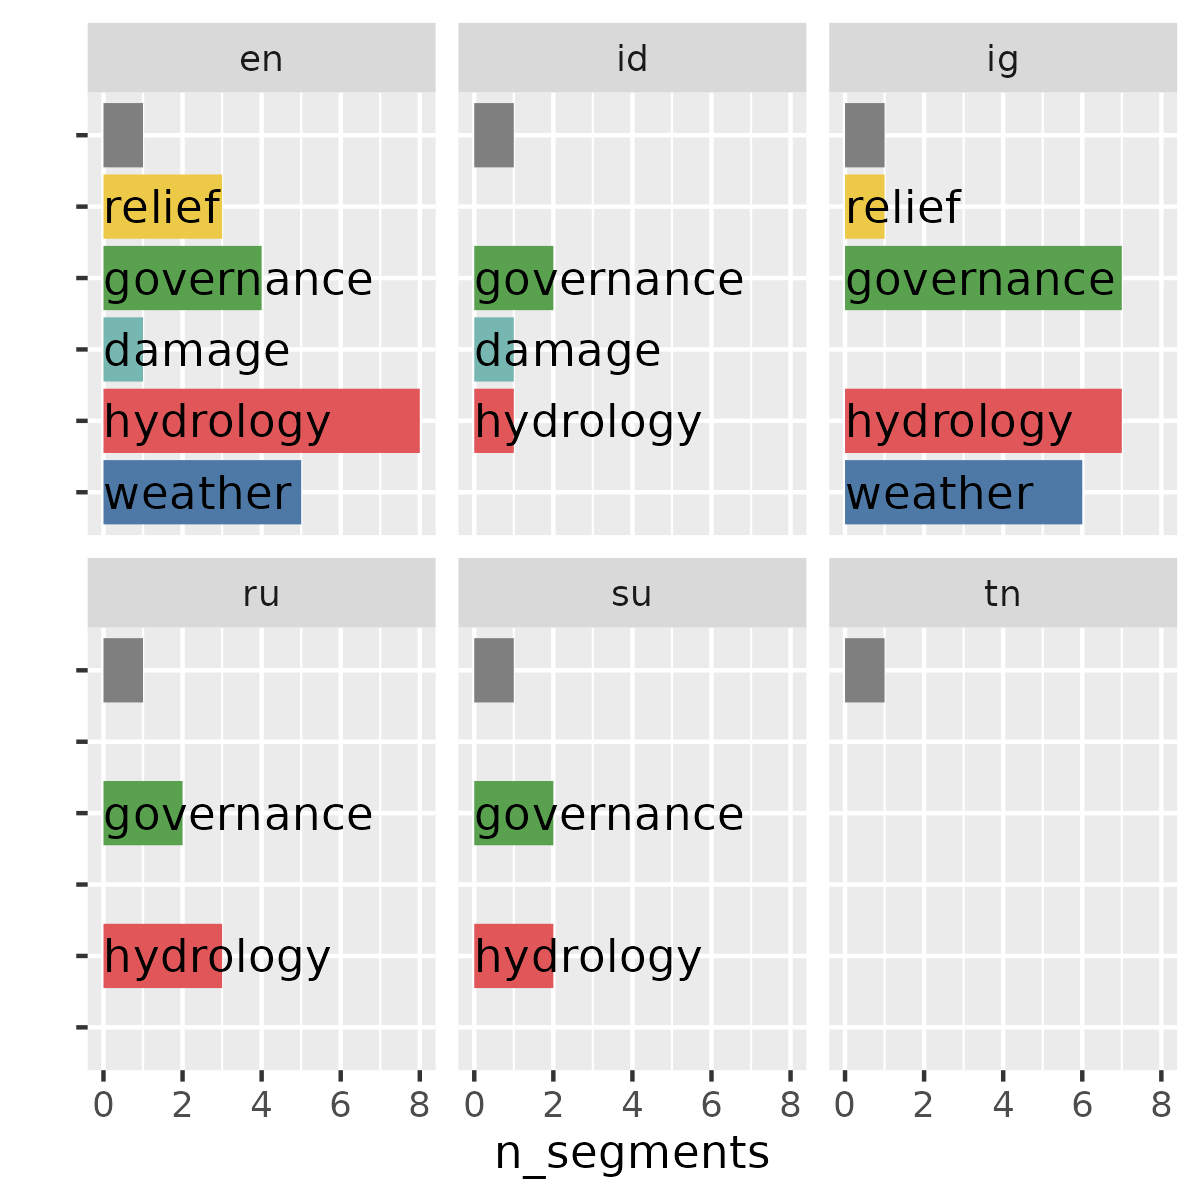 en id ig
relief relief
governance governance governance
damage damage
hydrology hydrology hydrology
weather weather
ru su tn
governance governance
hydrology hydrology
0 2 4 6 8 0 2 4 6 8 0 2 4 6 8
n_segments